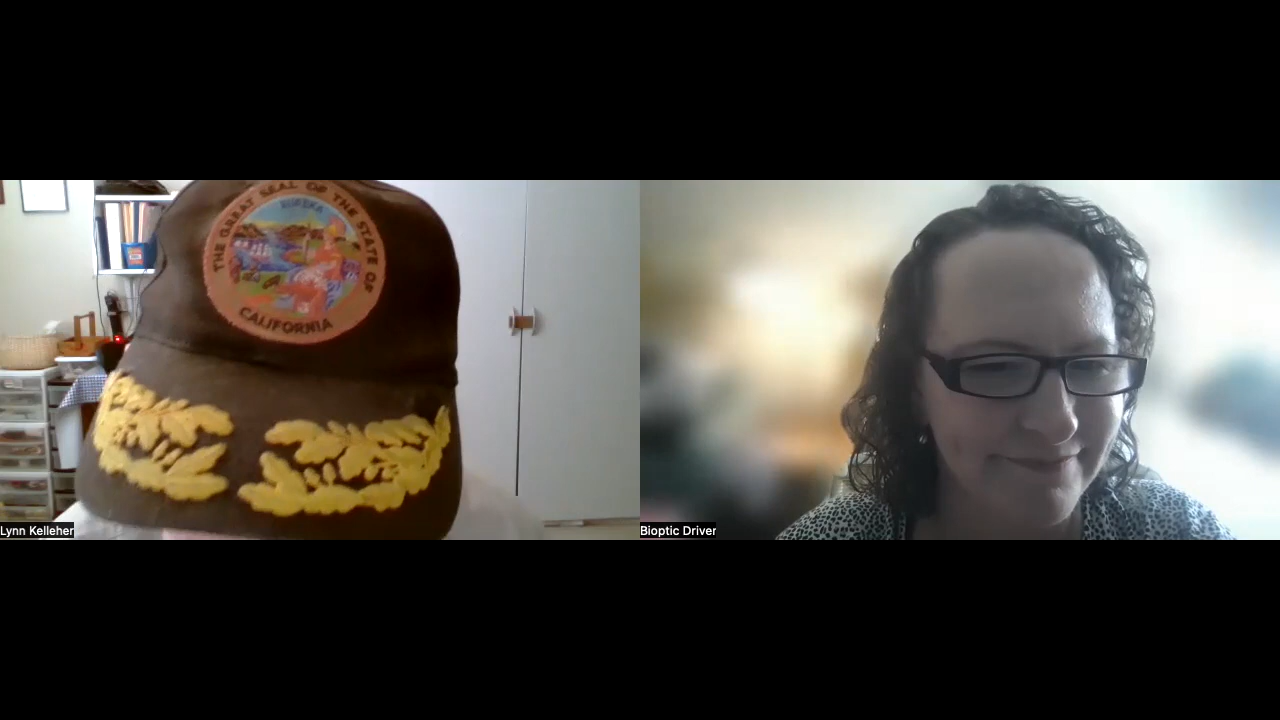 THE GREAT SEAL OF THE STATE OF CALIFORNIA
EUREKA
Lynn Kelleher
Bioptic Driver